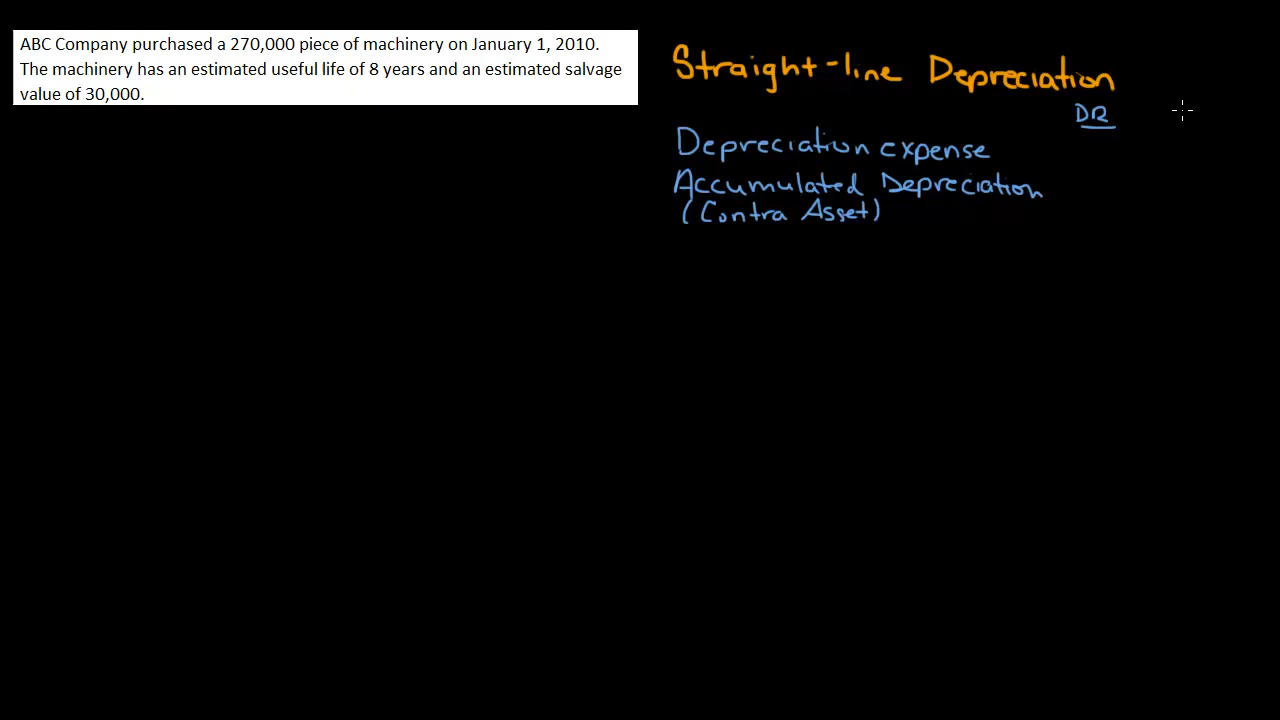 ABC Company purchased a 270,000 piece of machinery on January 1, 2010.
The machinery has an estimated useful life of 8 years and an estimated salvage
value of 30,000.
Straight-line Depreciation
DR
Depreciation expense
Accumulated Depreciation
(Contra Asset)